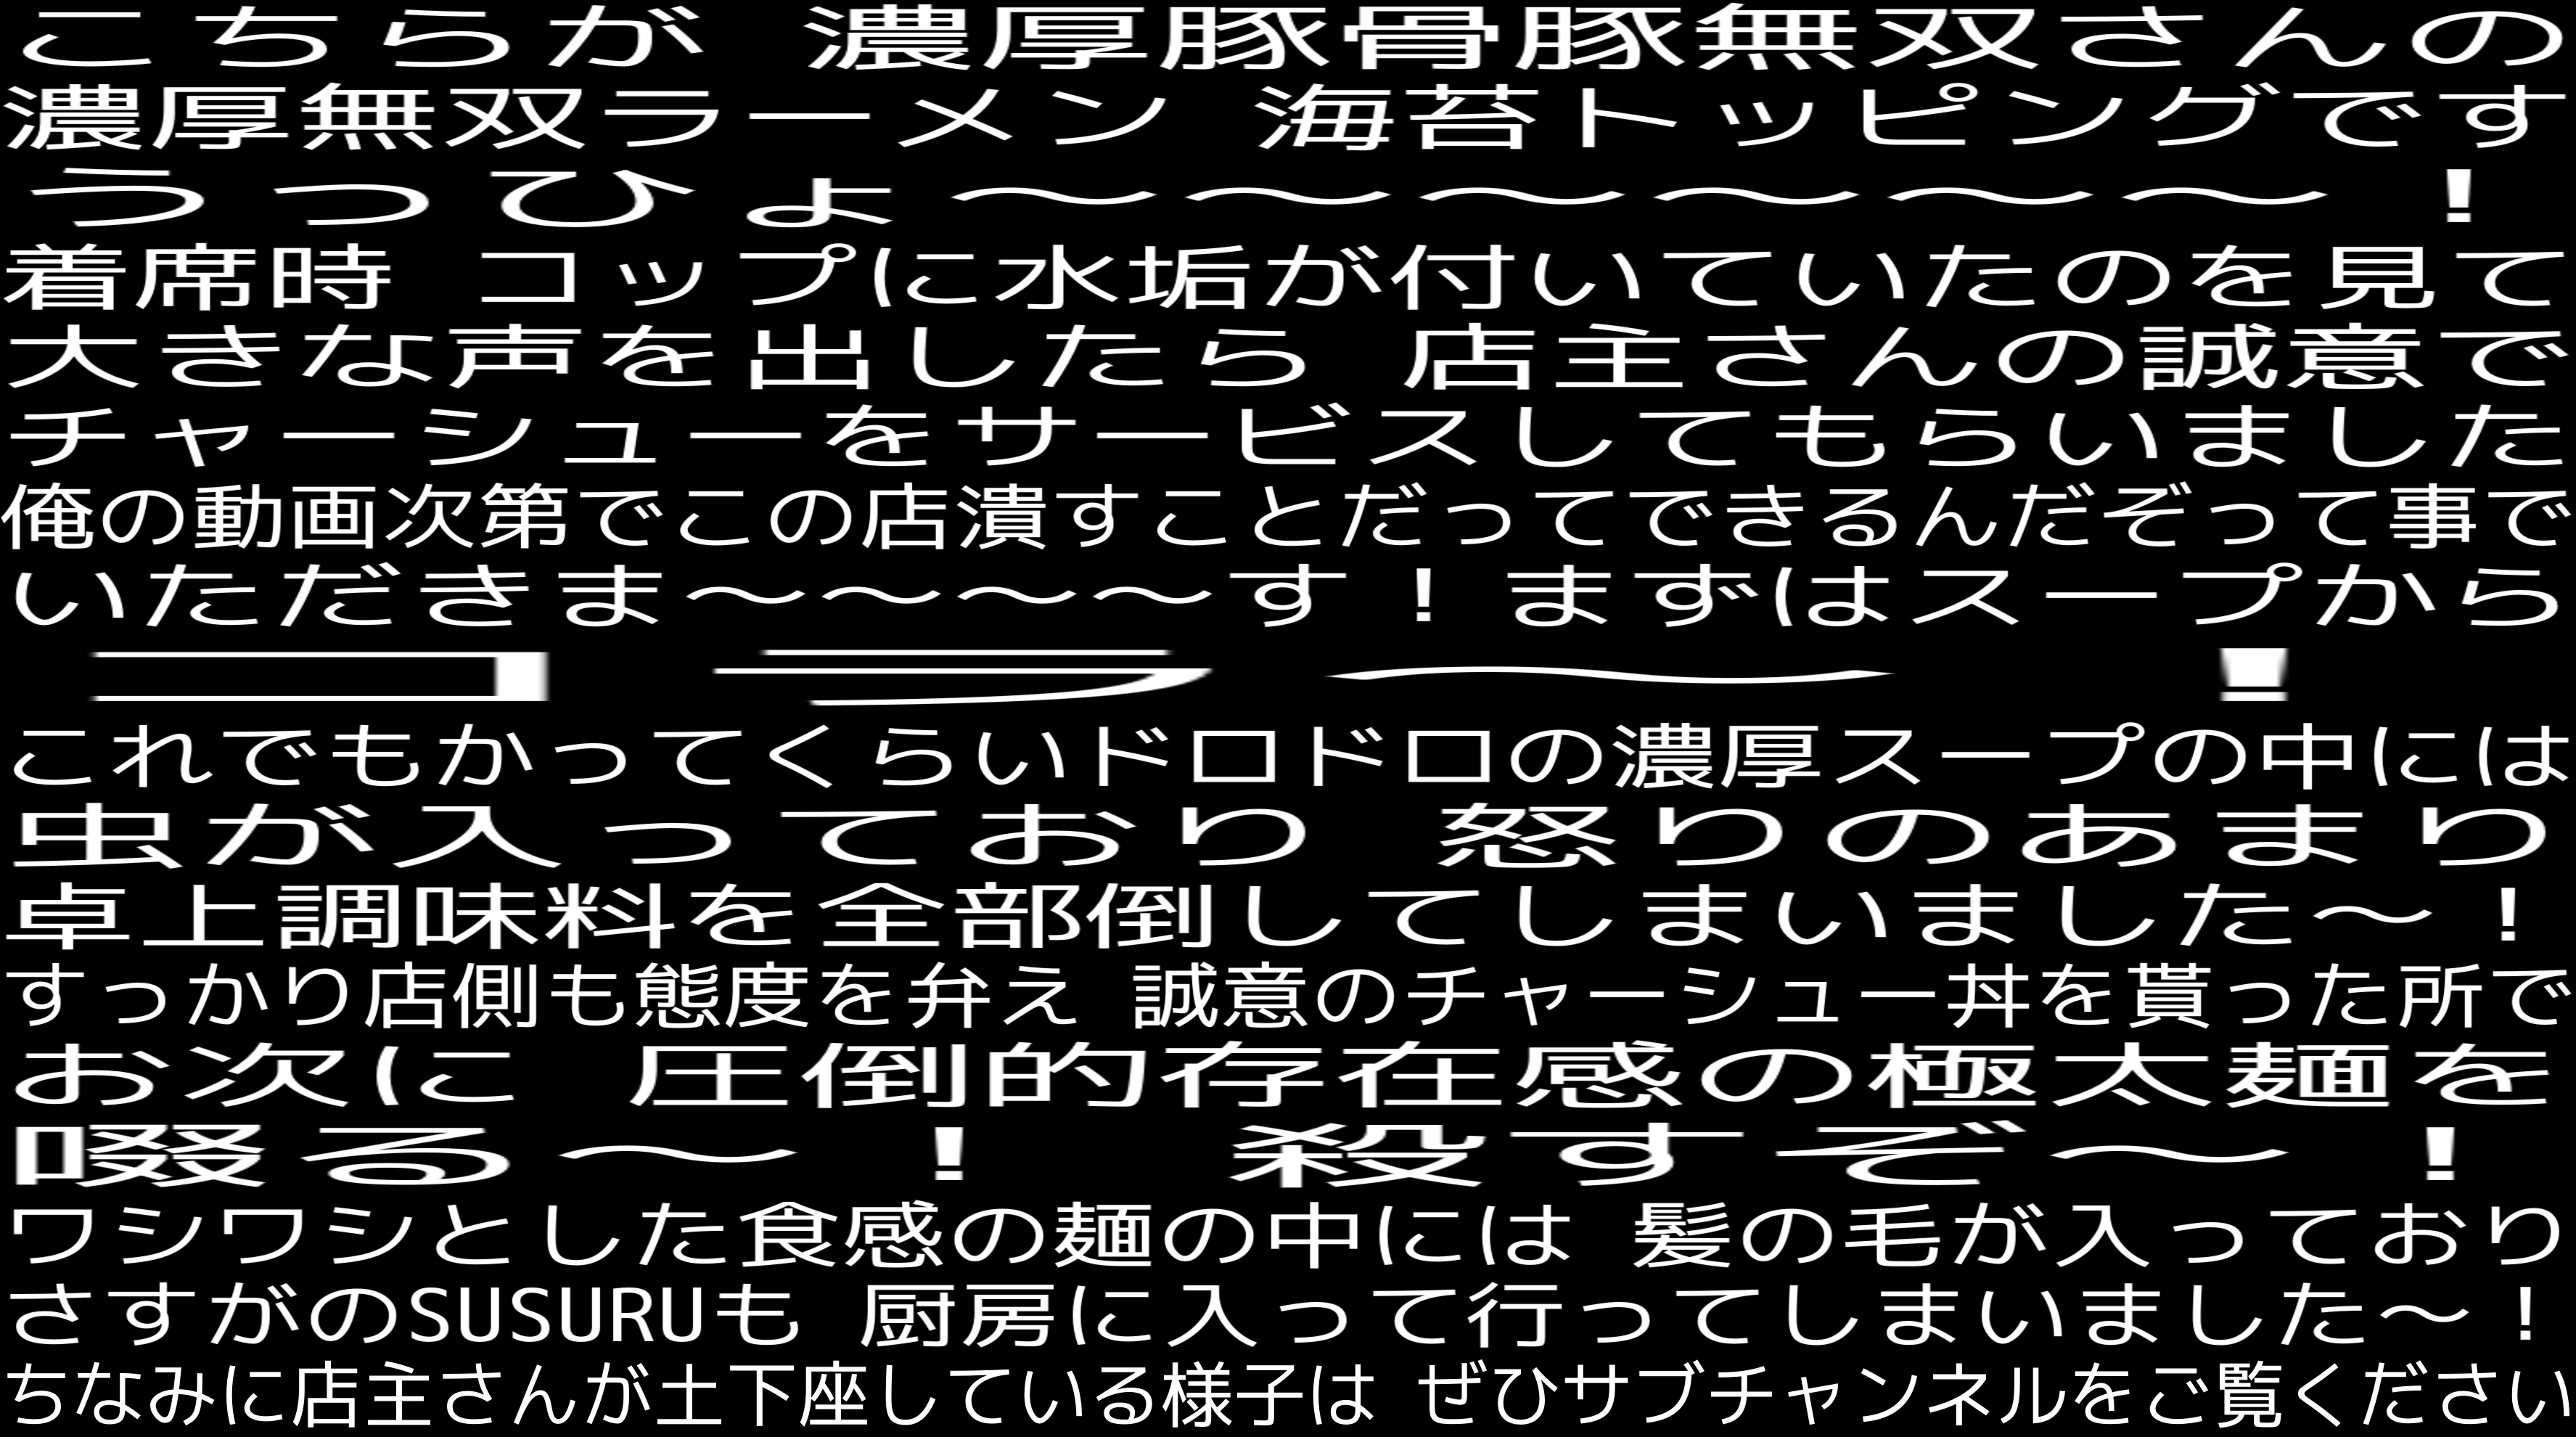 こちらが 濃厚豚骨豚無双さんの
濃厚無双ラーメン 海苔トッピングです
うっひょ～～～～～～！
着席時 コップに水垢が付いていたのを見て
大きな声を出したら 店主さんの誠意で
チャーシューをサービスしてもらいました
俺の動画次第でこの店潰すことだってできるんだぞって事で
いただきま～～～～す！まずはスープから
コラ～！
これでもかってくらいドロドロの濃厚スープの中には
虫が入っており 怒りのあまり
卓上調味料を全部倒してしまいました～！
すっかり店側も態度を弁え 誠意のチャーシュー丼を貰った所で
お次に 圧倒的存在感の極太麺を
啜る～！ 殺すぞ～！
ワシワシとした食感の麺の中には 髪の毛が入っており
さすがのSUSURUも 厨房に入って行ってしまいました～！
ちなみに店主さんが土下座している様子は ぜひサブチャンネルをご覧ください